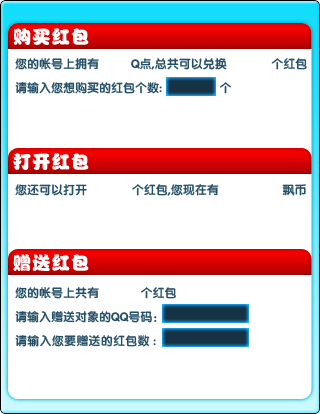 购买红包
您的帐号上拥有 Q点,总共可以兑换 个红包
请输入您想购买的红包个数: 个
打开红包
您还可以打开 个红包,您现在有 飘币
赠送红包
您的帐号上共有 个红包
请输入赠送对象的QQ号码:
请输入您要赠送的红包数 :